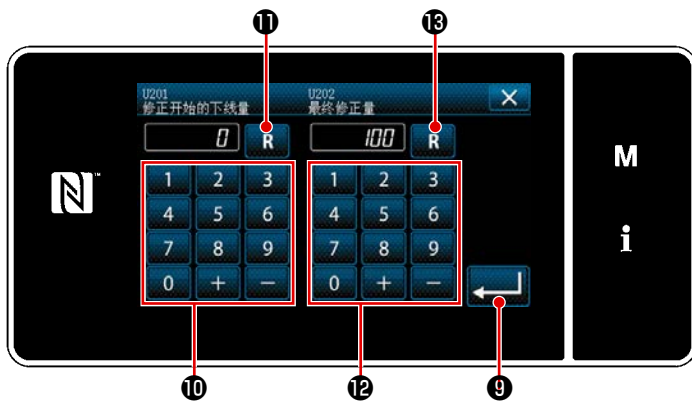 ⓫ ⓭
U201
修正开始的下线量
U202
最终修正量
0 R
100 R
1 2 3
4 5 6
7 8 9
0 + −
1 2 3
4 5 6
7 8 9
0 + −
N™
M
i
❿ ⓬ ❾